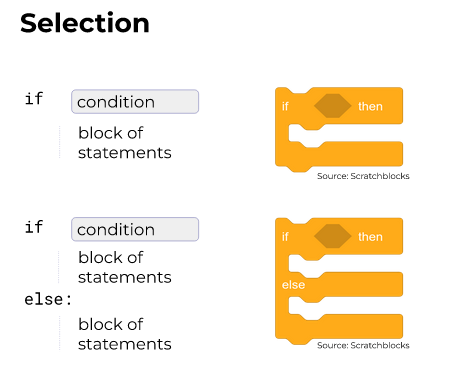 Selection
if condition
block of
statements
if then
Source: Scratchblocks
if condition
block of
statements
else:
block of
statements
if then
else
Source: Scratchblocks